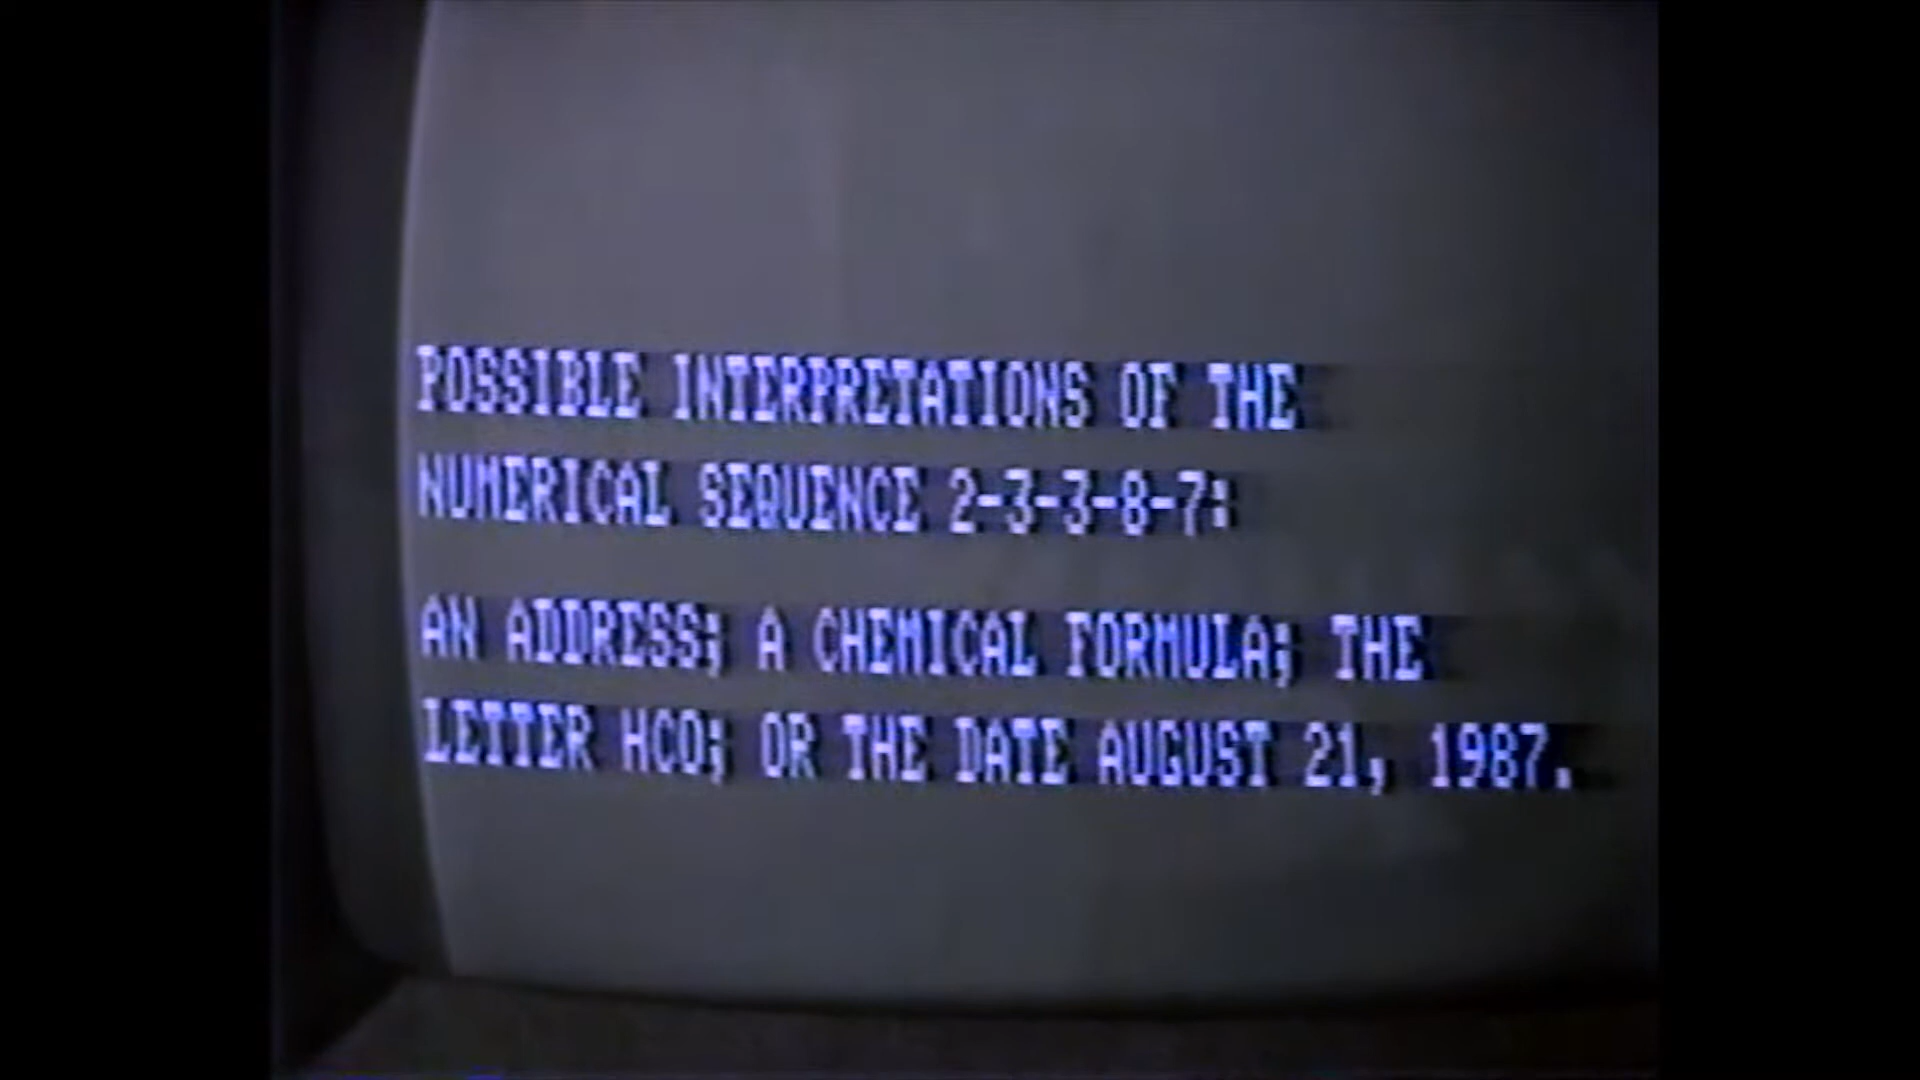 POSSIBLE INTERPRETATIONS OF THE
NUMERICAL SEQUENCE 2-3-3-8-7:
AN ADDRESS; A CHEMICAL FORMULA; THE
LETTER HCO; OR THE DATE AUGUST 21, 1987.